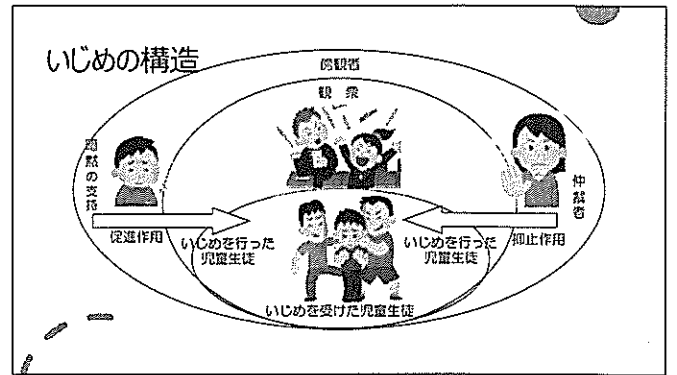 いじめの構造
傍観者
観衆
暗黙の支持
仲裁者
促進作用
抑止作用
いじめを行った
児童生徒
いじめを行った
児童生徒
いじめを受けた児童生徒